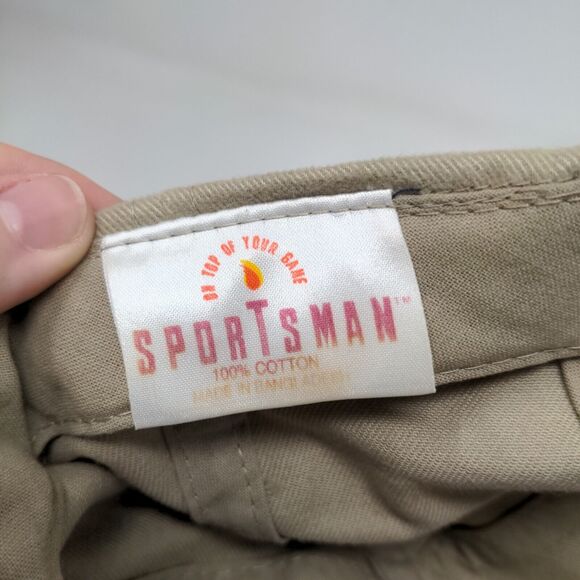 ON TOP OF YOUR GAME
SPORTSMAN™
100% COTTON
MADE IN BANGLADESH